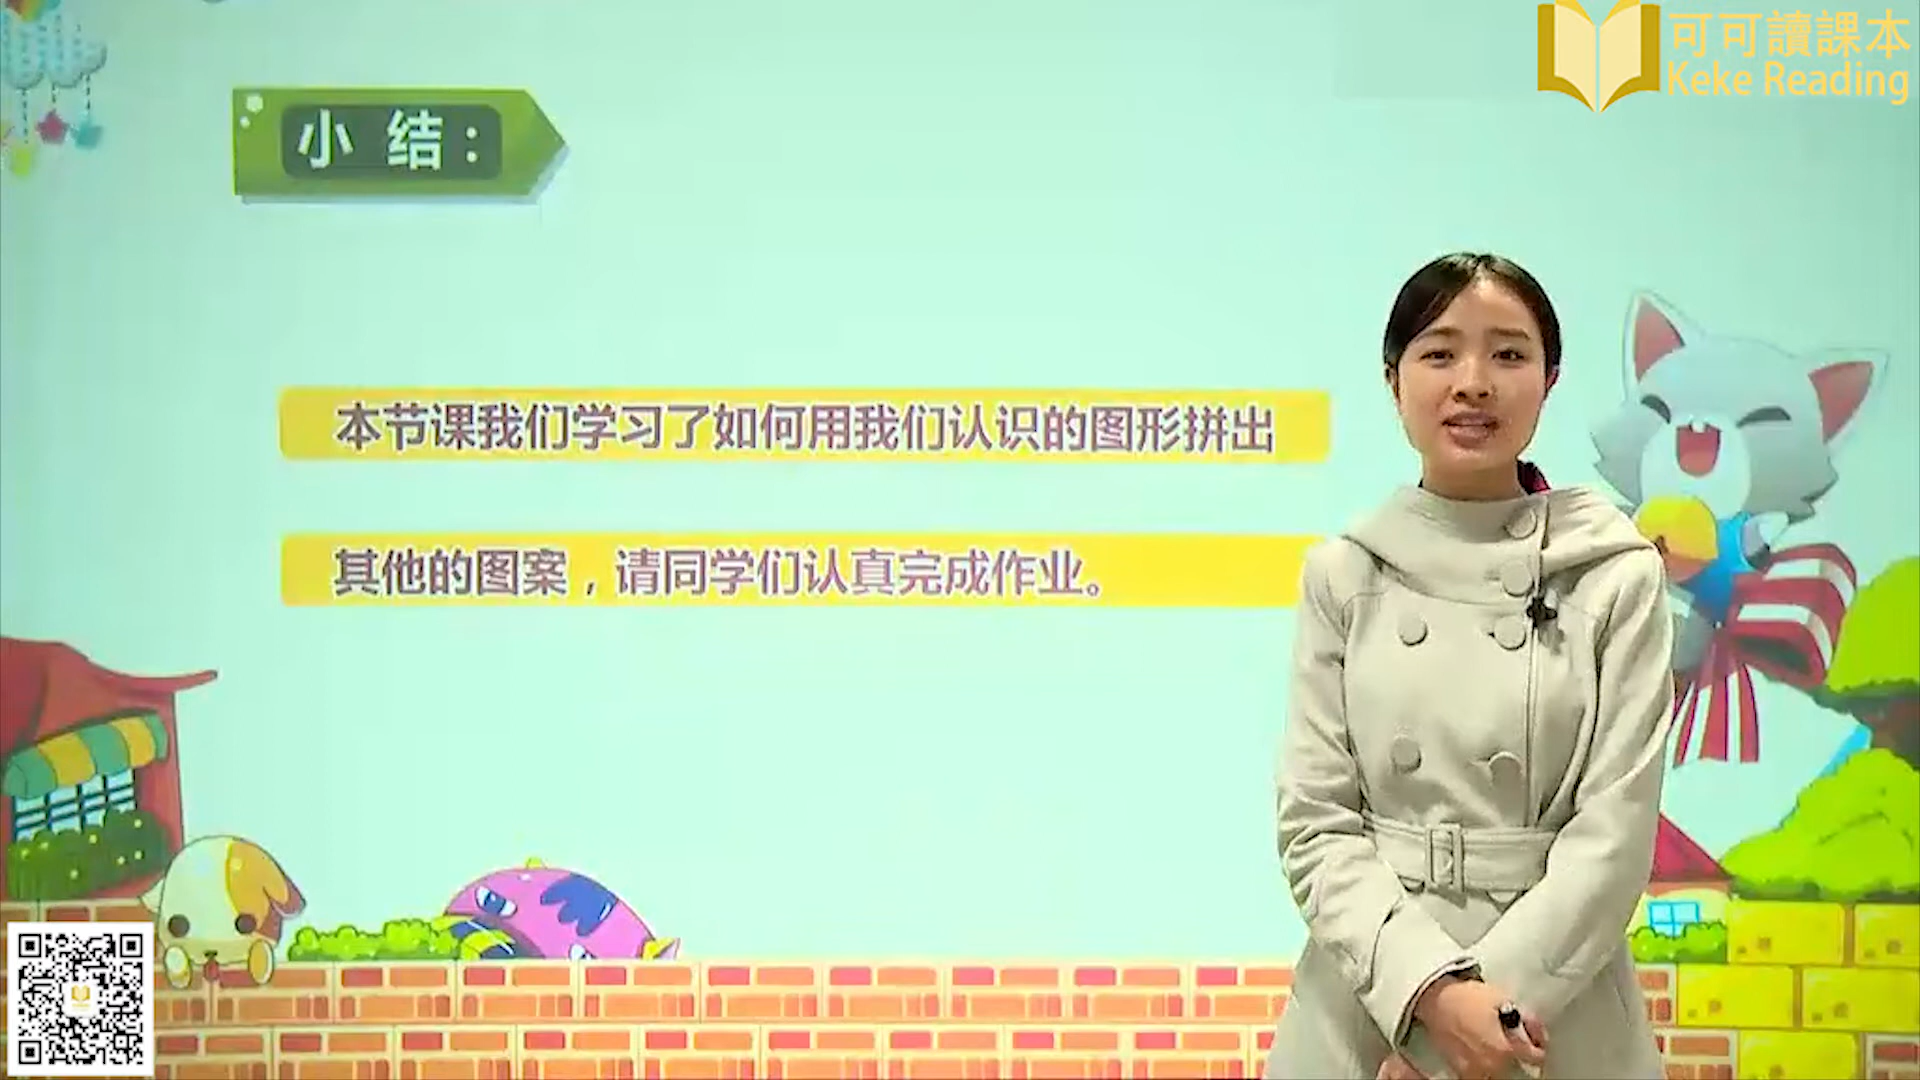 可可讀課本
Keke Reading
小结：
本节课我们学习了如何用我们认识的图形拼出
其他的图案，请同学们认真完成作业。